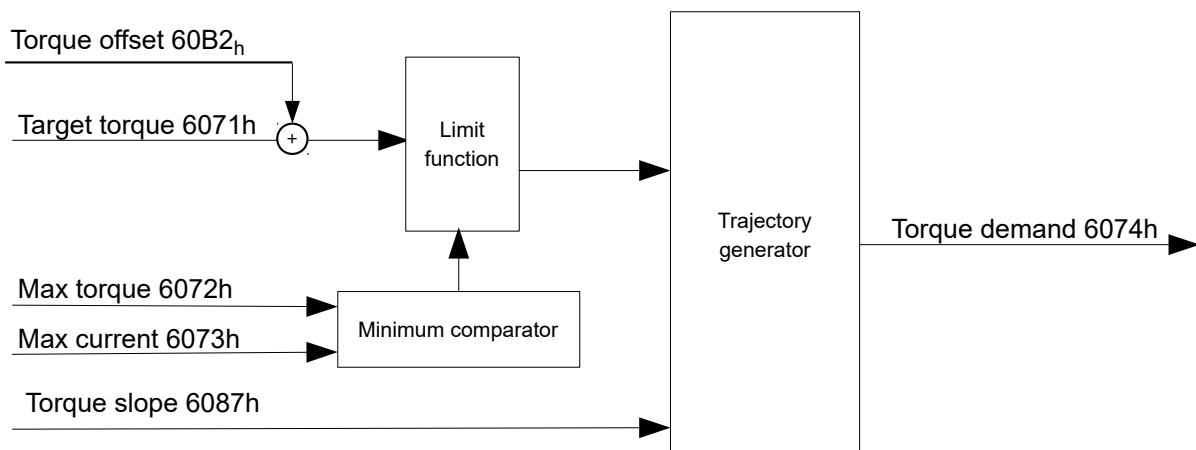 Torque offset 60B2h
Target torque 6071h
+
Limit
function
Trajectory
generator
Torque demand 6074h
Max torque 6072h
Minimum comparator
Max current 6073h
Torque slope 6087h